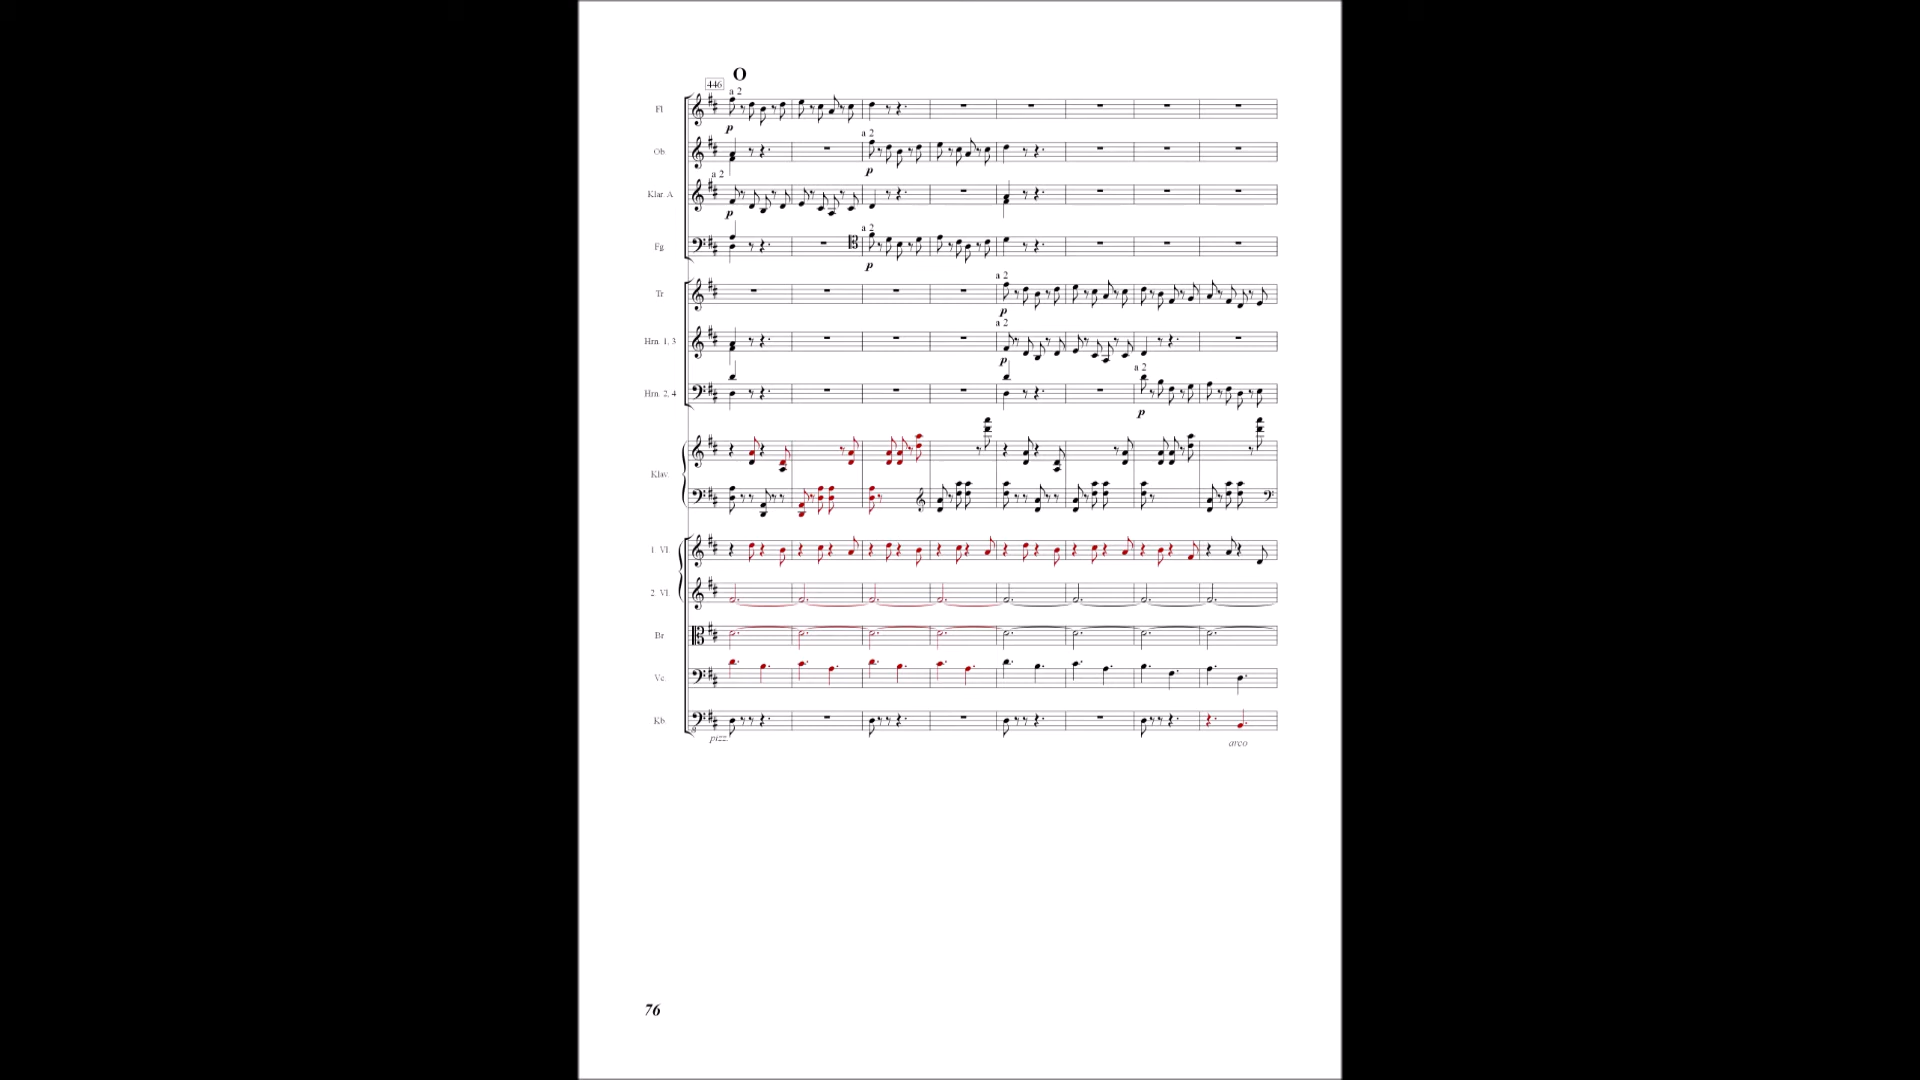 O
446
a 2
Fl
p
a 2
Ob
p
a 2
Klar. A
p
a 2
Fg
p
a 2
Tr
p
a 2
Hrn. 1, 3
p
a 2
Hrn. 2, 4
p
Klav.
1. Vl.
2. Vl.
Br
Vc
Kb
pizz.
arco
76